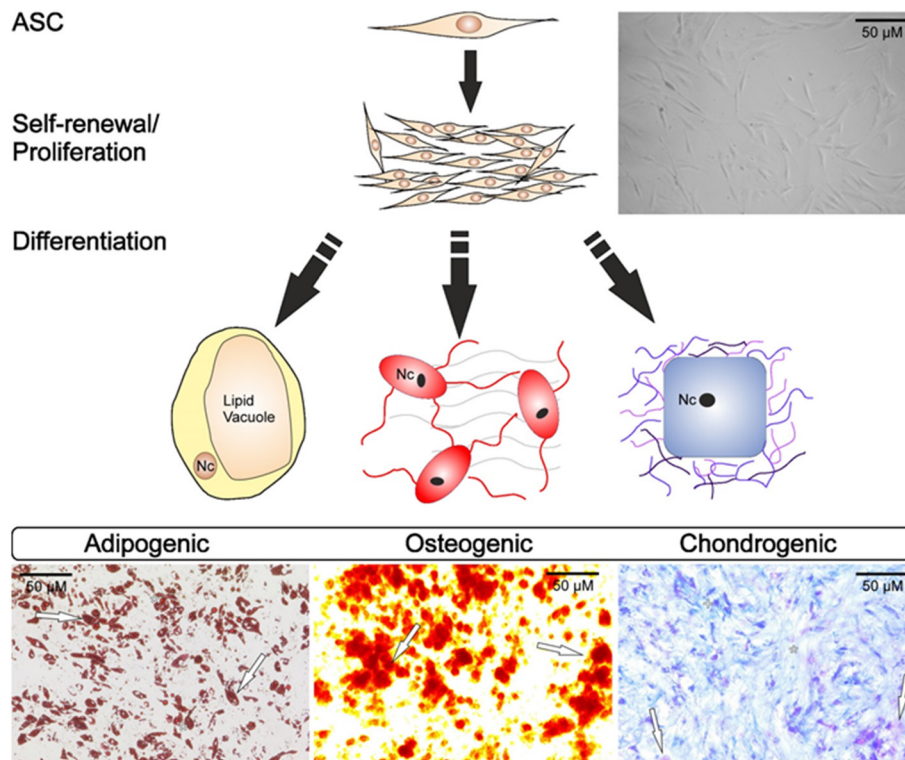 ASC
50 µM
Self-renewal/
Proliferation
Differentiation
Lipid
Vacuole
Nc
Nc
Nc
Adipogenic
Osteogenic
Chondrogenic
50 µM
50 µM
50 µM